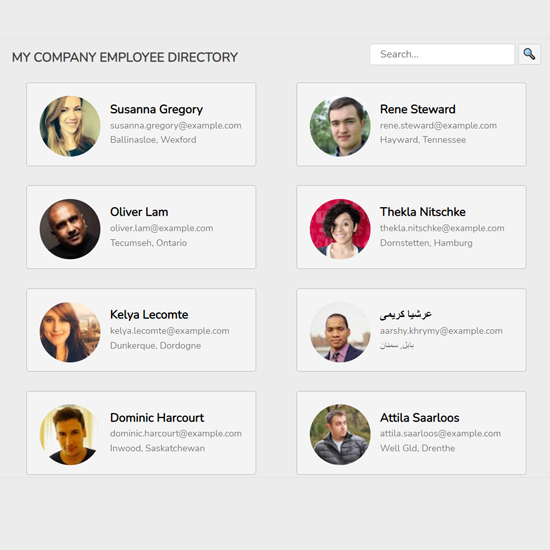 MY COMPANY EMPLOYEE DIRECTORY
Search...
Susanna Gregory
susanna.gregory@example.com
Ballinasloe, Wexford
Rene Steward
rene.steward@example.com
Hayward, Tennessee
Oliver Lam
oliver.lam@example.com
Tecumseh, Ontario
Thekla Nitschke
thekla.nitschke@example.com
Dornstetten, Hamburg
Kelya Lecomte
kelya.lecomte@example.com
Dunkerque, Dordogne
عرشیا کریمی
aarshy.khrymy@example.com
بابل, سمنان
Dominic Harcourt
dominic.harcourt@example.com
Inwood, Saskatchewan
Attila Saarloos
attila.saarloos@example.com
Well Gld, Drenthe